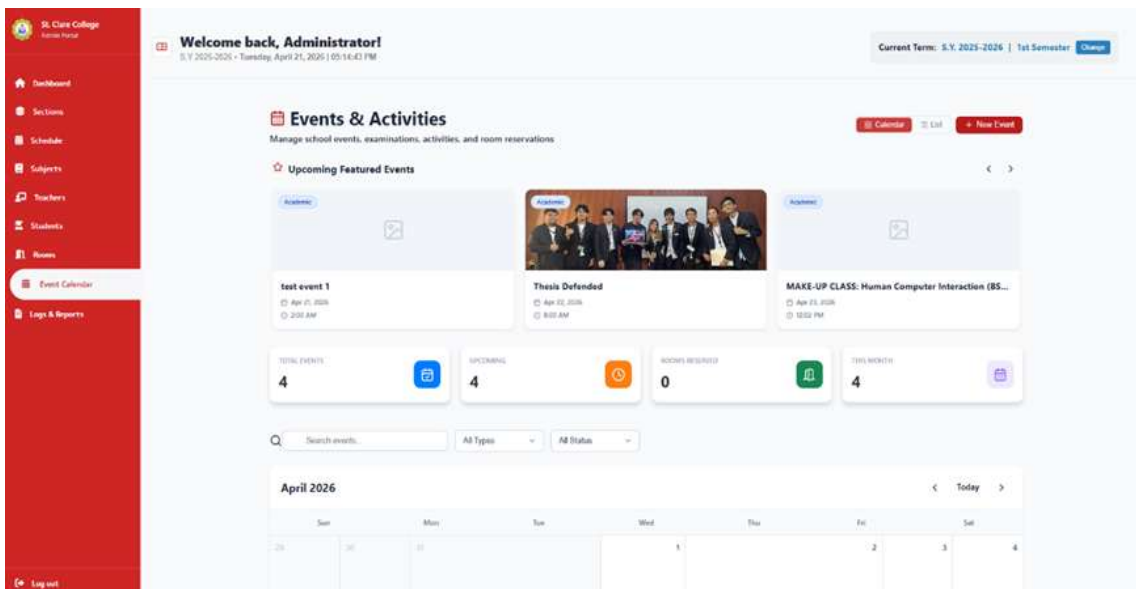 St. Clare College
Admin Portal
Dashboard
Sections
Schedule
Subjects
Teachers
Students
Rooms
Event Calendar
Logs & Reports
Log out
Welcome back, Administrator!
S.Y 2025-2026 • Tuesday, April 21, 2026 | 05:14:43 PM
Current Term: S.Y. 2025-2026 | 1st Semester Change
Events & Activities
Manage school events, examinations, activities, and room reservations
Calendar List + New Event
Upcoming Featured Events
Academic Academic Academic
test event 1
Apr 21, 2026
2:00 AM
Thesis Defended
Apr 22, 2026
8:03 AM
MAKE-UP CLASS: Human Computer Interaction (BS...
Apr 23, 2026
12:02 PM
TOTAL EVENTS
4
UPCOMING
4
ROOMS RESERVED
0
THIS MONTH
4
Search events...
All Types
All Status
April 2026
Today
Sun Mon Tue Wed Thu Fri Sat
29 30 31 1 2 3 4